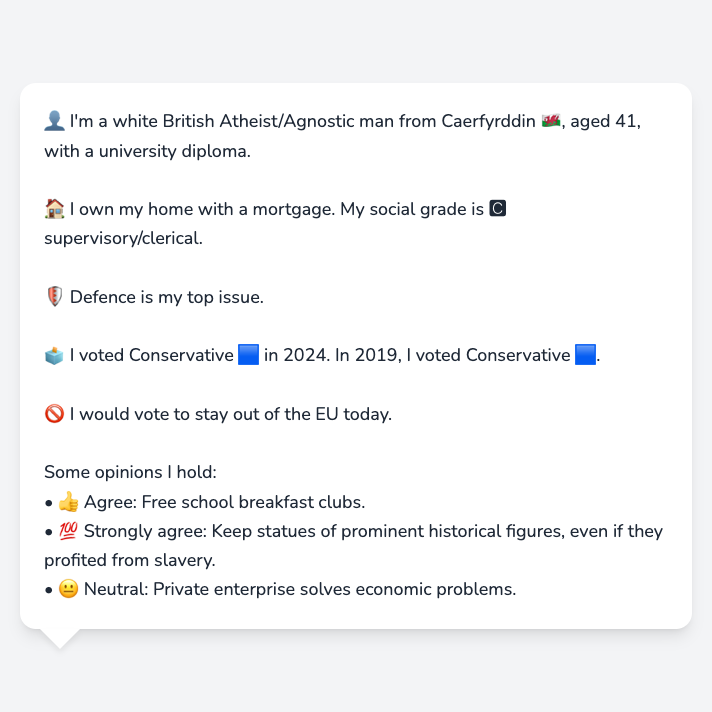 👤 I'm a white British Atheist/Agnostic man from Caerfyrddin 🏴󠁧󠁢󠁷󠁬󠁳󠁿, aged 41,
with a university diploma.
🏠 I own my home with a mortgage. My social grade is 🅲
supervisory/clerical.
🛡️ Defence is my top issue.
🗳️ I voted Conservative 🟦 in 2024. In 2019, I voted Conservative 🟦.
🚫 I would vote to stay out of the EU today.
Some opinions I hold:
• 👍 Agree: Free school breakfast clubs.
• 💯 Strongly agree: Keep statues of prominent historical figures, even if they
profited from slavery.
• 😐 Neutral: Private enterprise solves economic problems.